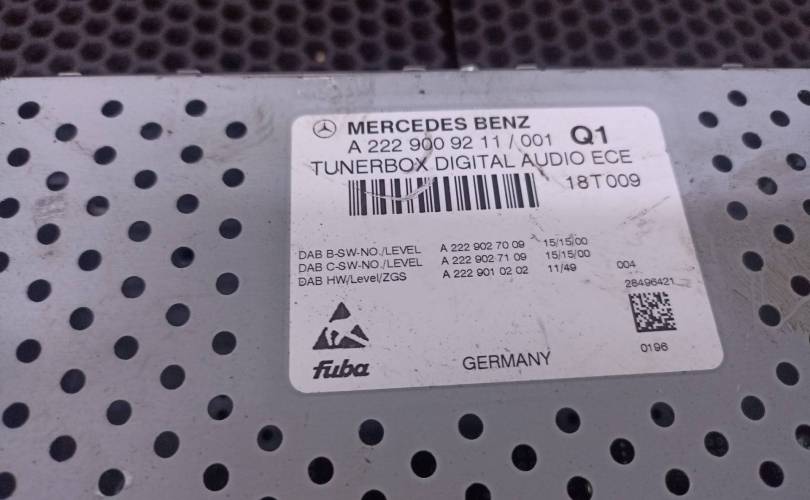 MERCEDES BENZ
A 222 900 92 11 / 001 Q1
TUNERBOX DIGITAL AUDIO ECE
18T009
DAB B-SW-NO./LEVEL A 222 902 70 09 15/15/00
DAB C-SW-NO./LEVEL A 222 902 71 09 15/15/00
DAB HW/Level/ZGS A 222 901 02 02 11/49 004
28496421
0196
fuba GERMANY